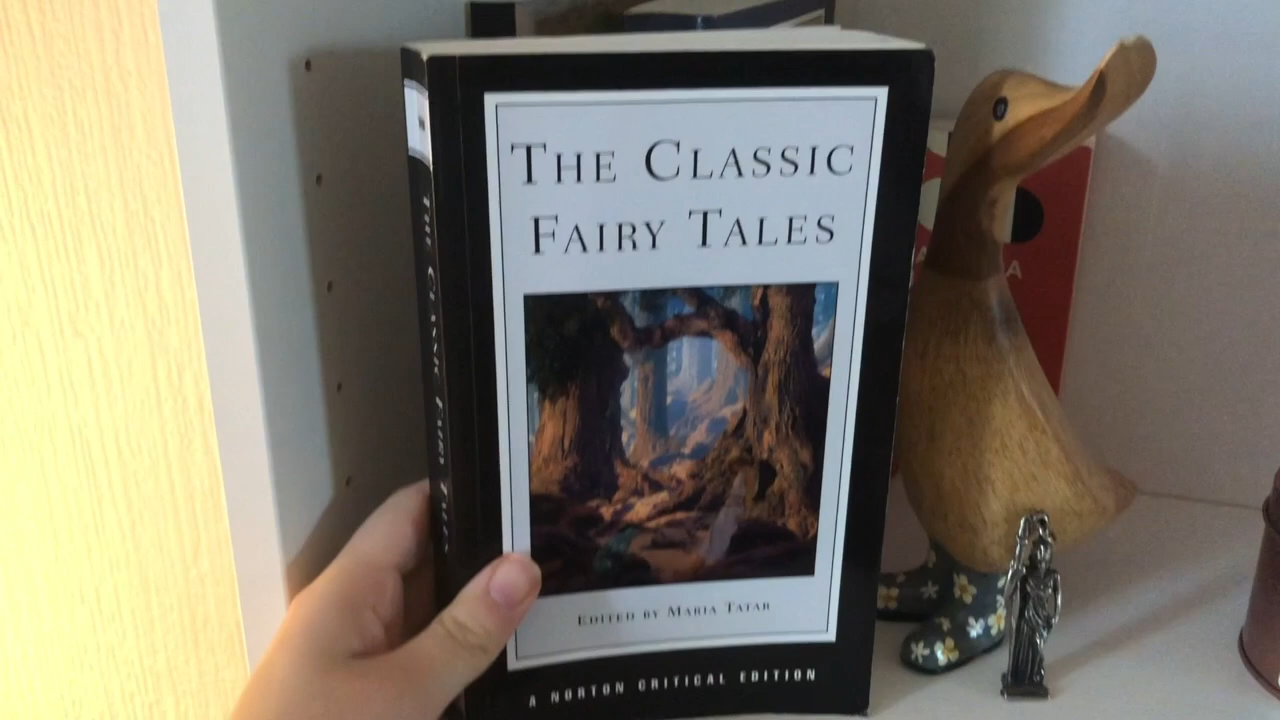 THE CLASSIC
FAIRY TALES
EDITED BY MARIA TATAR
A NORTON CRITICAL EDITION
THE CLASSIC FAIRY TALES